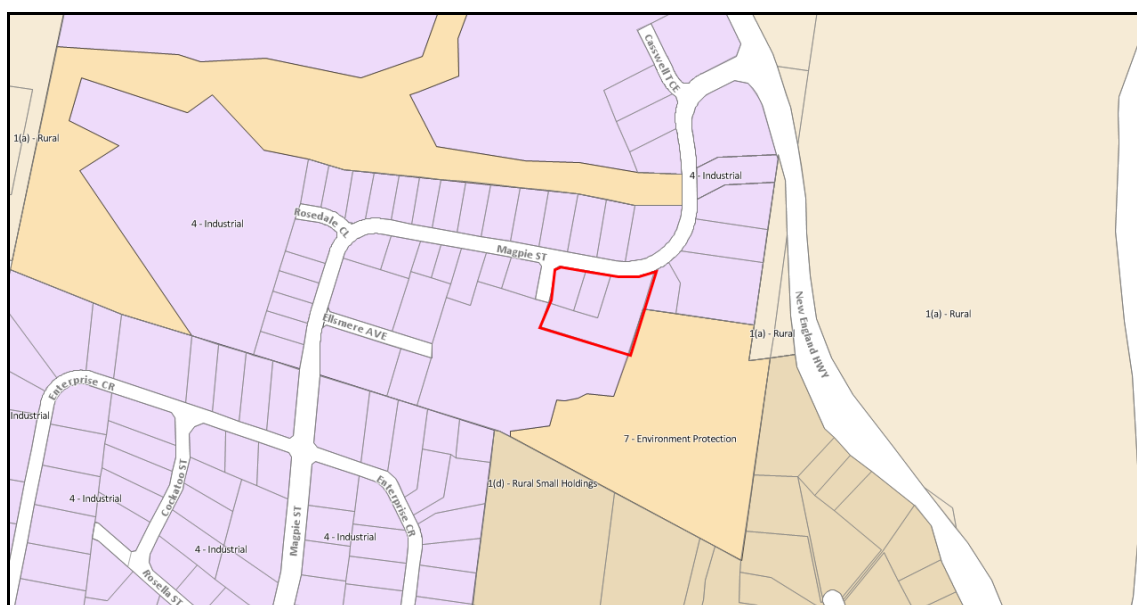 Casswell TCE
1(a) - Rural
4 - Industrial
4 - Industrial
Rosedale CL
Magpie ST
New England HWY
1(a) - Rural
1(a) - Rural
Ellsmere AVE
Enterprise CR
Industrial
7 - Environment Protection
1(d) - Rural Small Holdings
4 - Industrial
Cockatoo ST
Enterprise CR
Magpie ST
4 - Industrial
4 - Industrial
Rosella ST